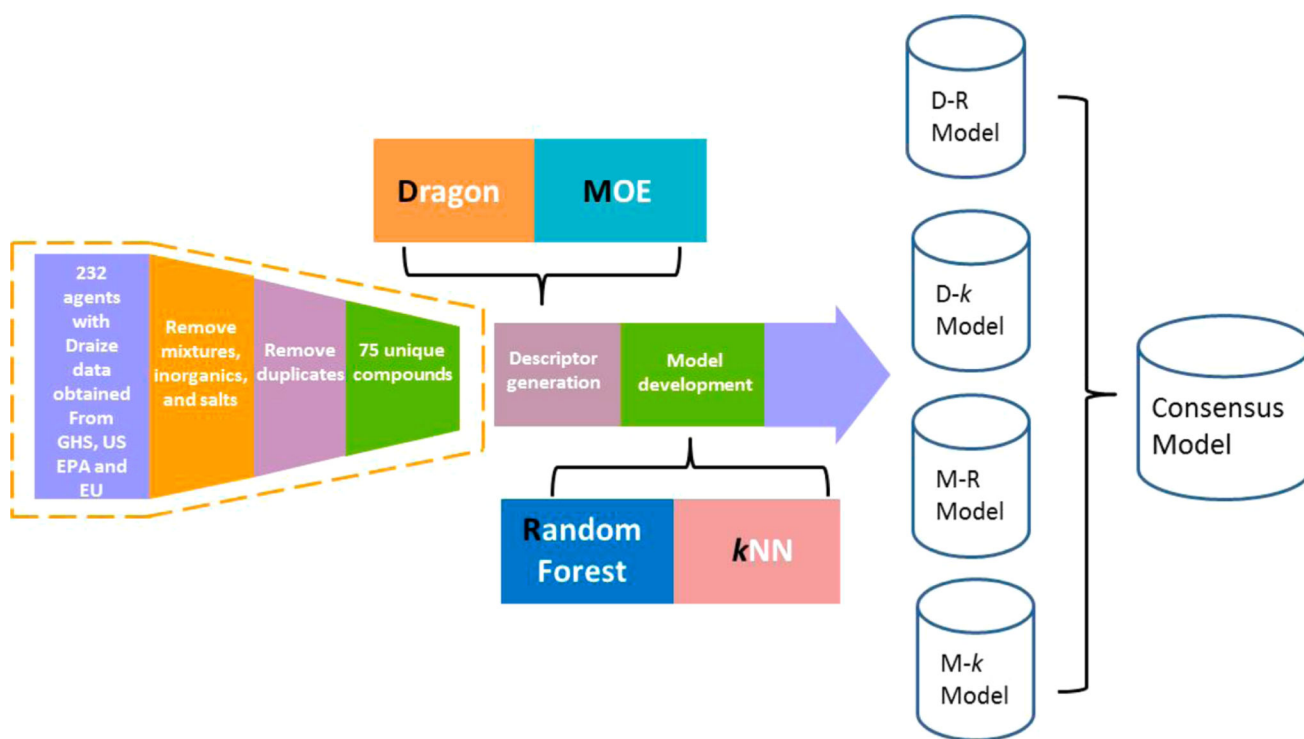 232
agents
with
Draize
data
obtained
From
GHS, US
EPA and
EU
Remove
mixtures,
inorganics,
and salts
Remove
duplicates
75 unique
compounds
Dragon
MOE
Descriptor
generation
Model
development
Random
Forest
kNN
D-R
Model
D-k
Model
M-R
Model
M-k
Model
Consensus
Model